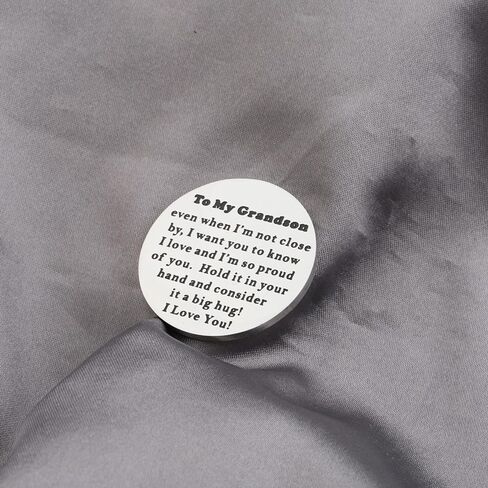 To My Grandson
even when I'm not close
by, I want you to know
I love and I'm so proud
of you. Hold it in your
hand and consider
it a big hug!
I Love You!